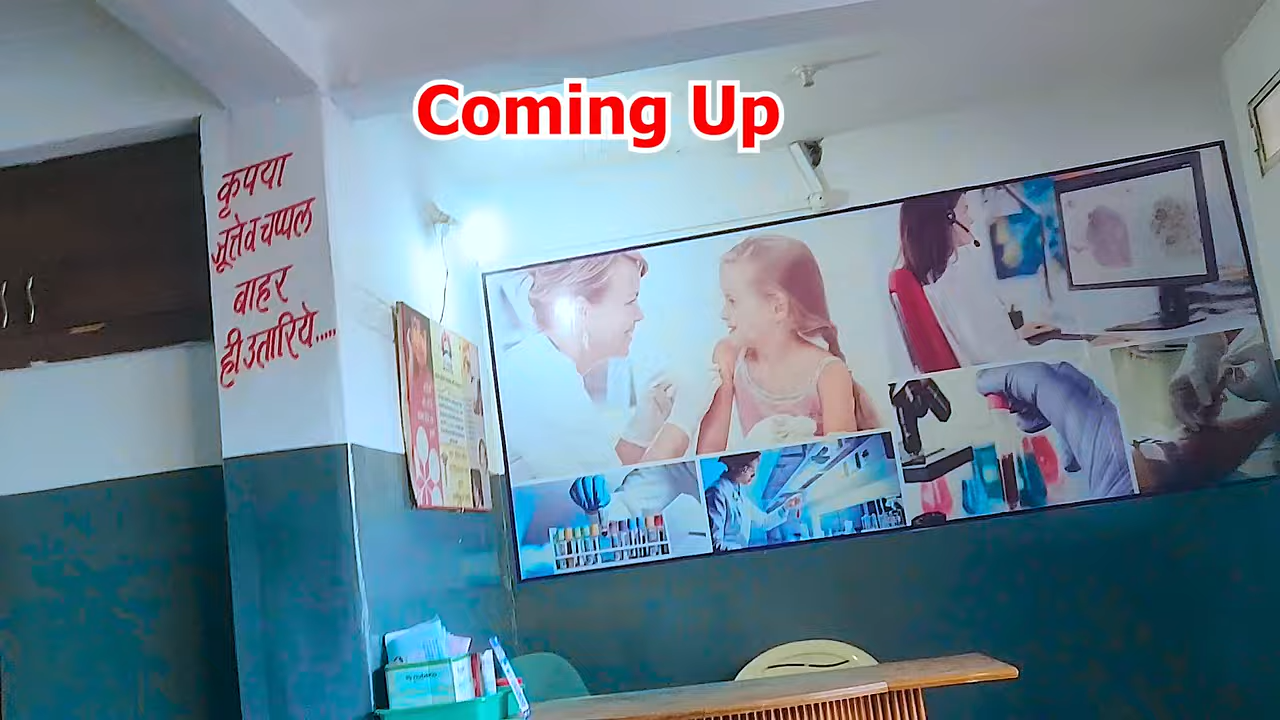 Coming Up
कृपया
जूत्ते व चप्पल
बाहर
ही उतारिये.....